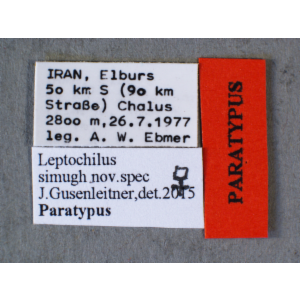 IRAN, Elburs
50 km S (90 km
Straße) Chalus
2800 m,26.7.1977
leg. A. W. Ebmer
Leptochilus
simugh nov.spec
J.Gusenleitner,det.2015
Paratypus
PARATYPUS